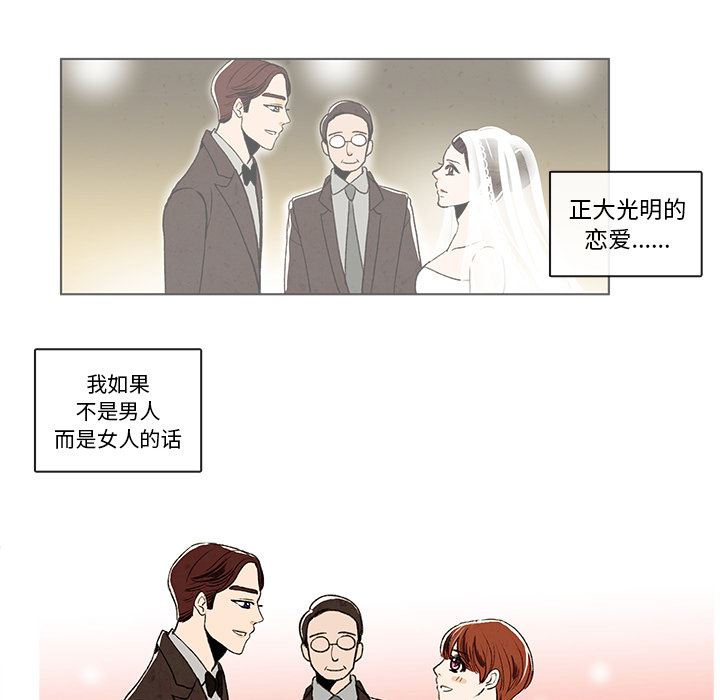 正大光明的
恋爱……
我如果
不是男人
而是女人的话